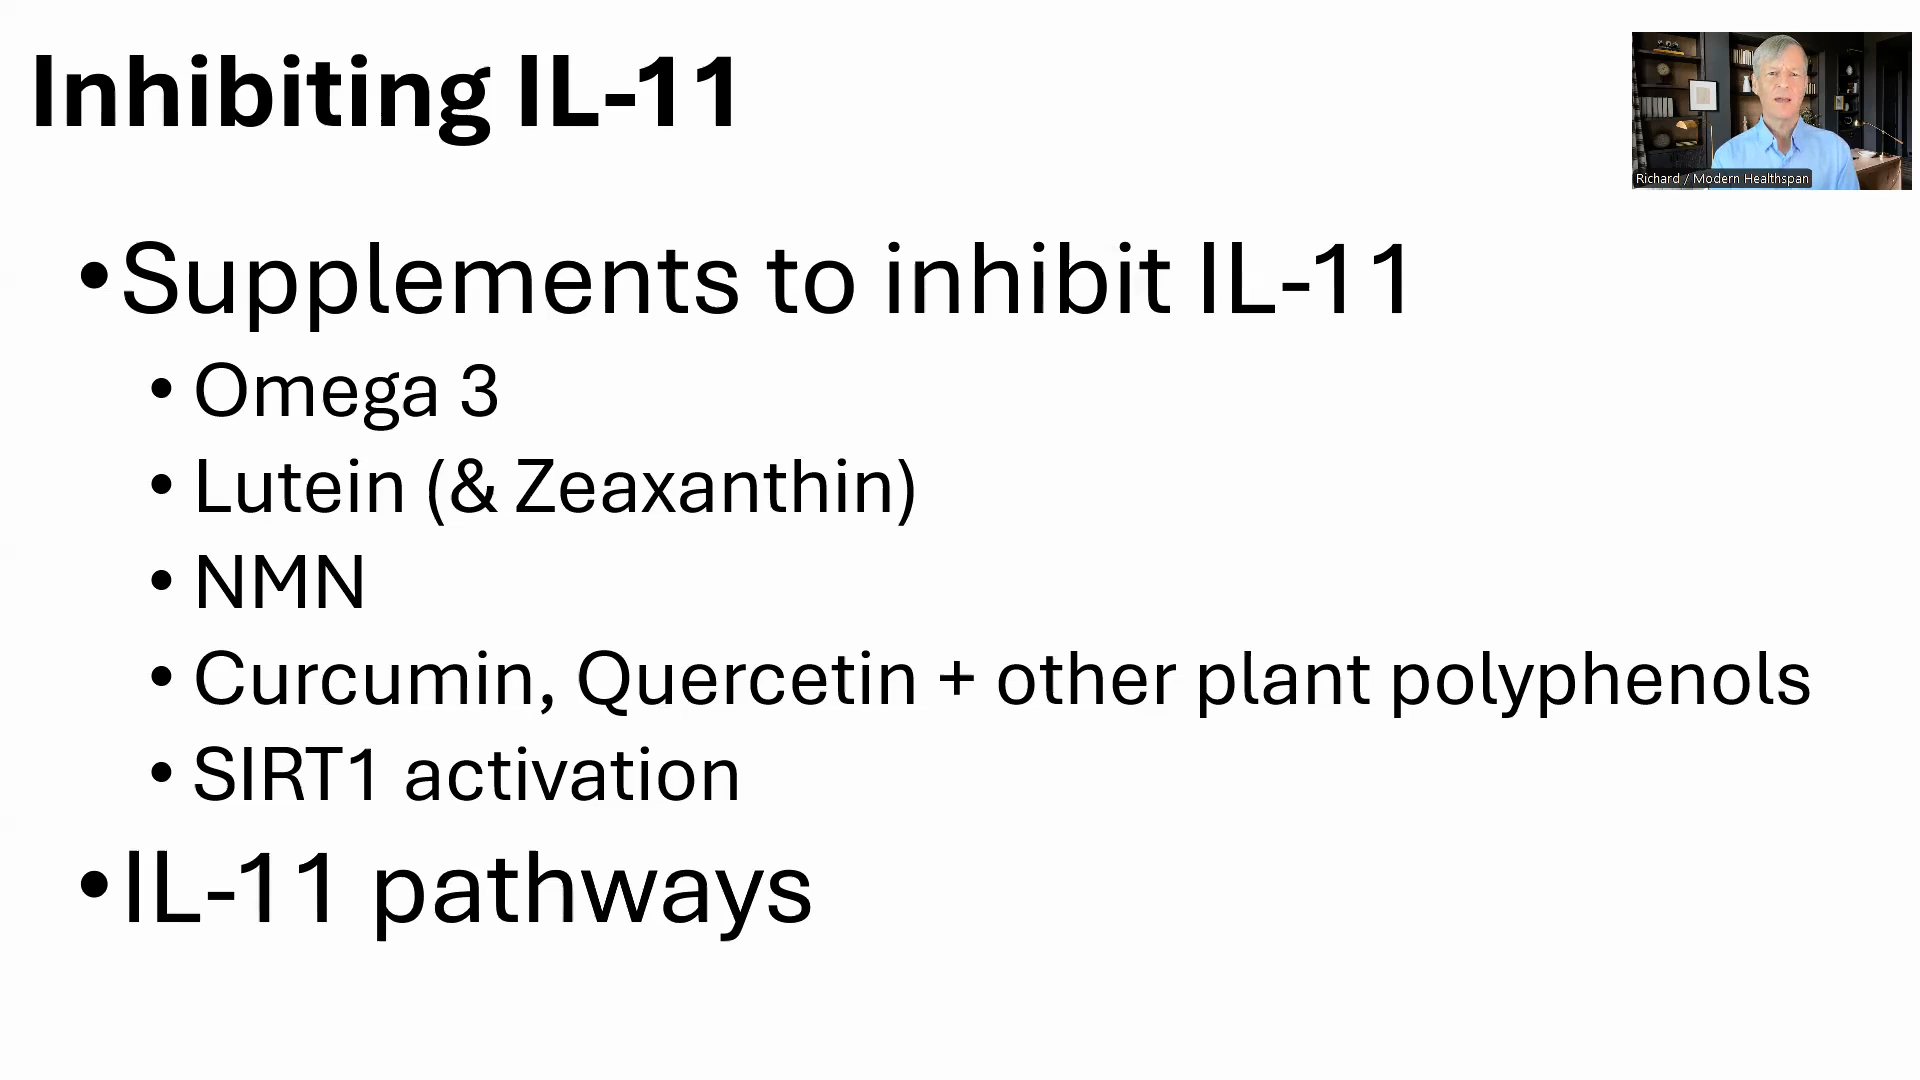 Inhibiting IL-11
Richard / Modern Healthspan
•Supplements to inhibit IL-11
• Omega 3
• Lutein (& Zeaxanthin)
• NMN
• Curcumin, Quercetin + other plant polyphenols
• SIRT1 activation
•IL-11 pathways